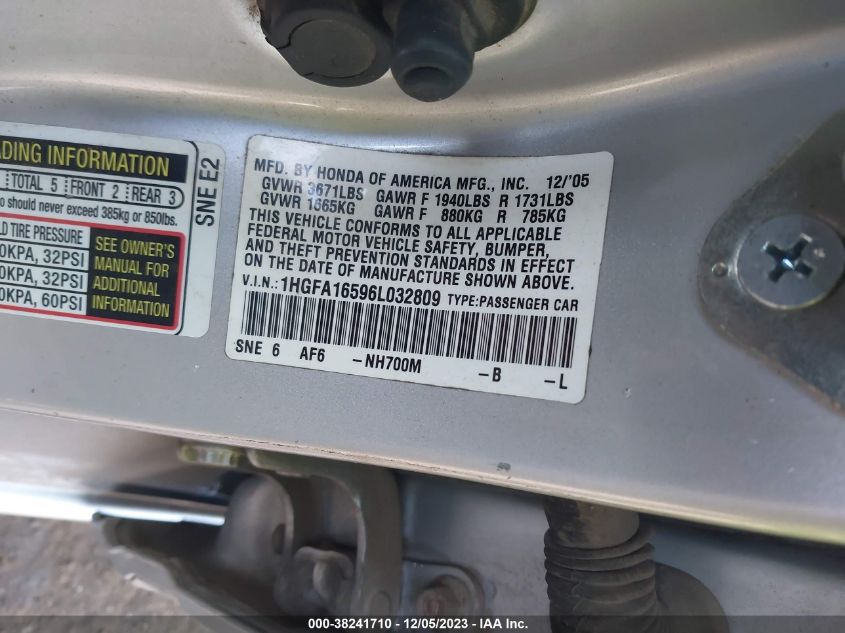 ADING INFORMATION
TOTAL 5 FRONT 2 REAR 3
o should never exceed 385kg or 850lbs.
LD TIRE PRESSURE
0KPA, 32PSI
0KPA, 32PSI
0KPA, 60PSI
SEE OWNER'S
MANUAL FOR
ADDITIONAL
INFORMATION
SNE E2
MFD. BY HONDA OF AMERICA MFG., INC. 12/'05
GVWR 3671LBS GAWR F 1940LBS R 1731LBS
GVWR 1665KG GAWR F 880KG R 785KG
THIS VEHICLE CONFORMS TO ALL APPLICABLE
FEDERAL MOTOR VEHICLE SAFETY, BUMPER,
AND THEFT PREVENTION STANDARDS IN EFFECT
ON THE DATE OF MANUFACTURE SHOWN ABOVE.
V.I.N.: 1HGFA16596L032809 TYPE:PASSENGER CAR
SNE 6 AF6 -NH700M -B -L
000-38241710 - 12/05/2023 - IAA Inc.